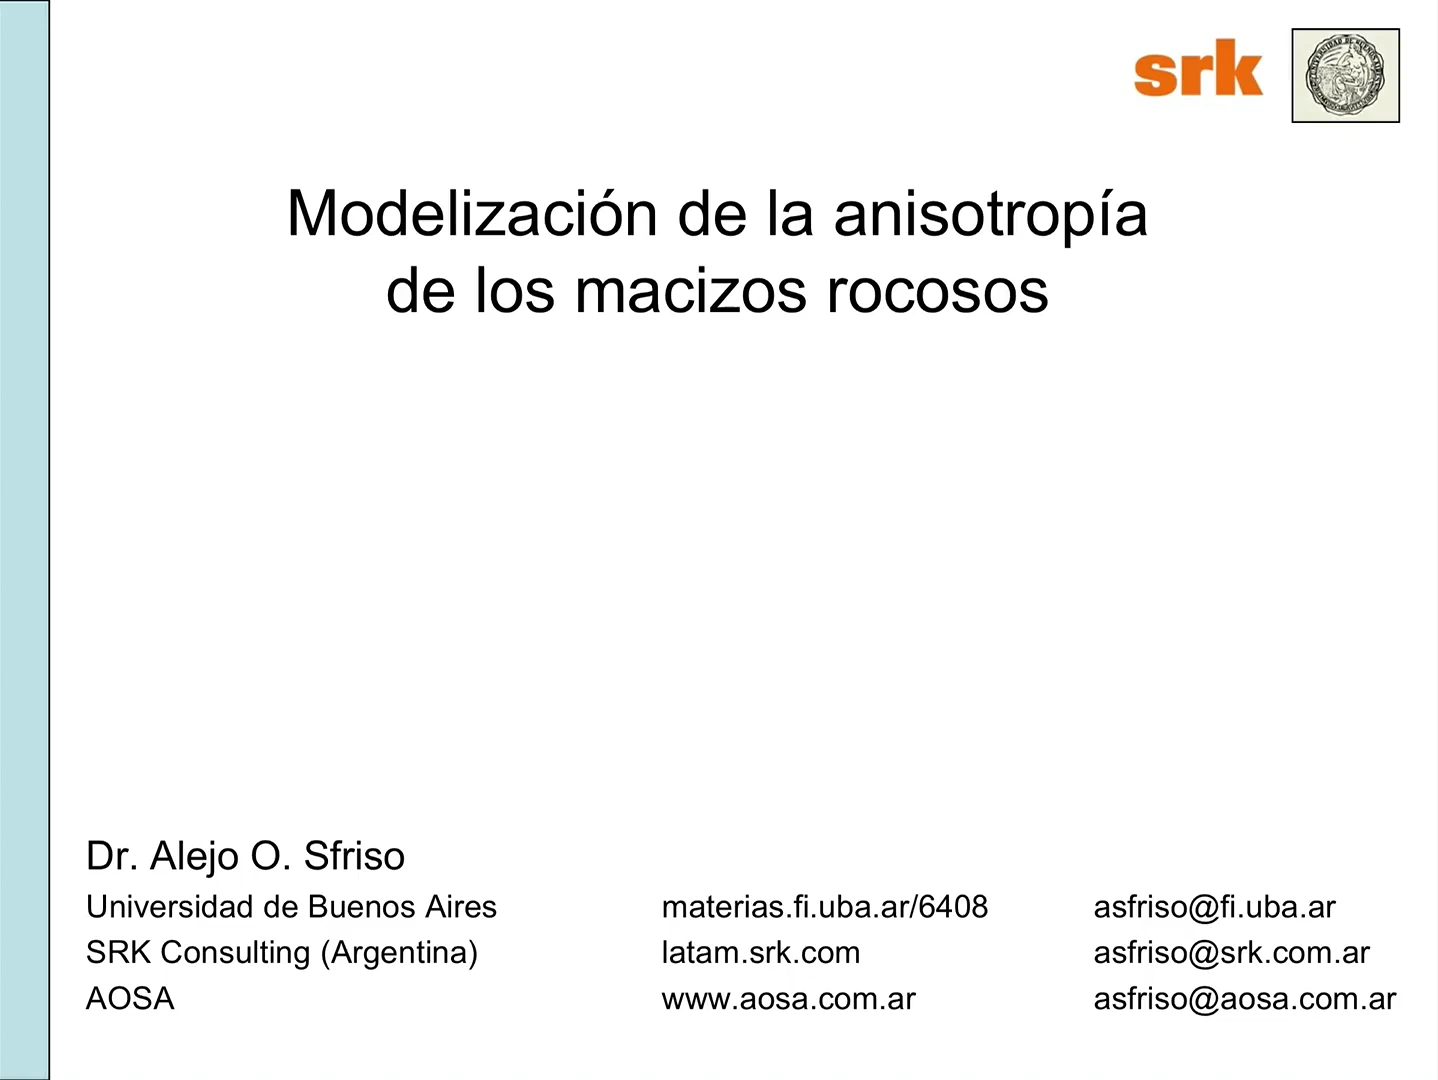 srk
Modelización de la anisotropía
de los macizos rocosos
Dr. Alejo O. Sfriso
Universidad de Buenos Aires materias.fi.uba.ar/6408 asfriso@fi.uba.ar
SRK Consulting (Argentina) latam.srk.com asfriso@srk.com.ar
AOSA www.aosa.com.ar asfriso@aosa.com.ar